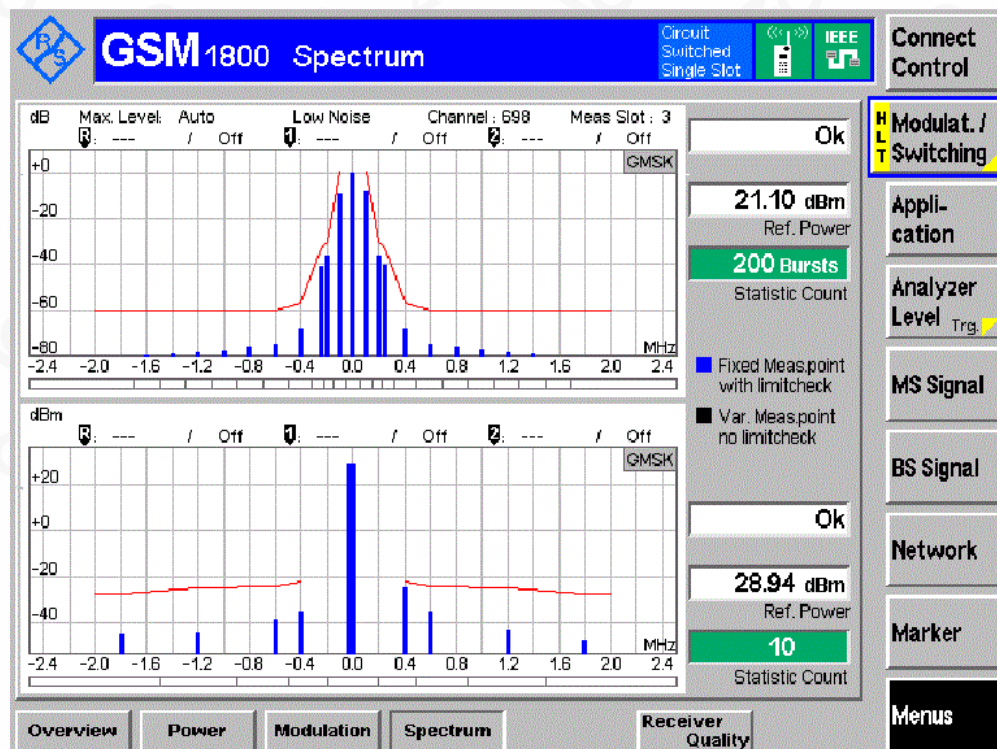 R/S
GSM 1800 Spectrum
Circuit
Switched
Single Slot
IEEE
Connect
Control
dB Max. Level: Auto Low Noise Channel : 698 Meas Slot : 3
R: --- / Off 1: --- / Off 2: --- / Off
GMSK
+0
-20
-40
-60
-80
MHz
-2.4 -2.0 -1.6 -1.2 -0.8 -0.4 0.0 0.4 0.8 1.2 1.6 2.0 2.4
Ok
21.10 dBm
Ref. Power
200 Bursts
Statistic Count
Fixed Meas.point
with limitcheck
Var. Meas.point
no limitcheck
dBm
R: --- / Off 1: --- / Off 2: --- / Off
GMSK
+20
+0
-20
-40
MHz
-2.4 -2.0 -1.6 -1.2 -0.8 -0.4 0.0 0.4 0.8 1.2 1.6 2.0 2.4
Ok
28.94 dBm
Ref. Power
10
Statistic Count
HLT
Modulat. /
Switching
Appli-
cation
Analyzer
Level Trg.
MS Signal
BS Signal
Network
Marker
Menus
Overview Power Modulation Spectrum Receiver
Quality